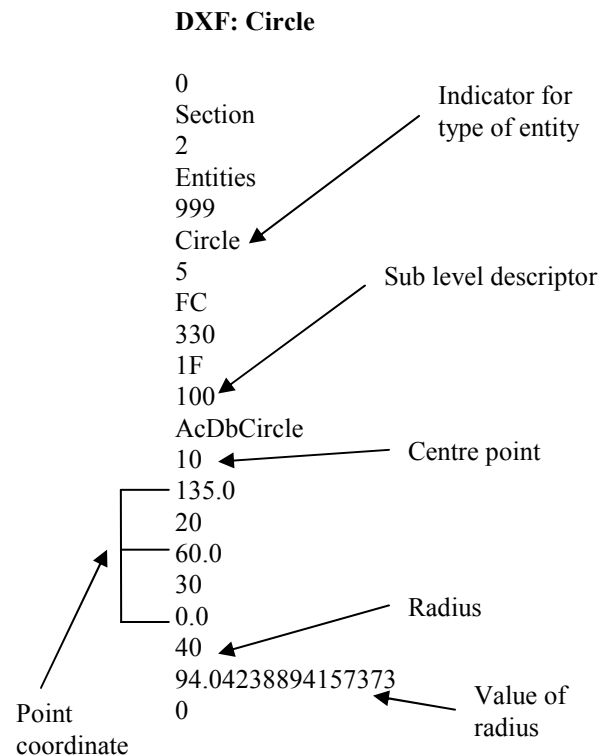 DXF: Circle
0
Section
2
Entities
999
Circle
5
FC
330
1F
100
AcDbCircle
10
135.0
20
60.0
30
0.0
40
94.04238894157373
0
Indicator for
type of entity
Sub level descriptor
Centre point
Radius
Value of
radius
Point
coordinate